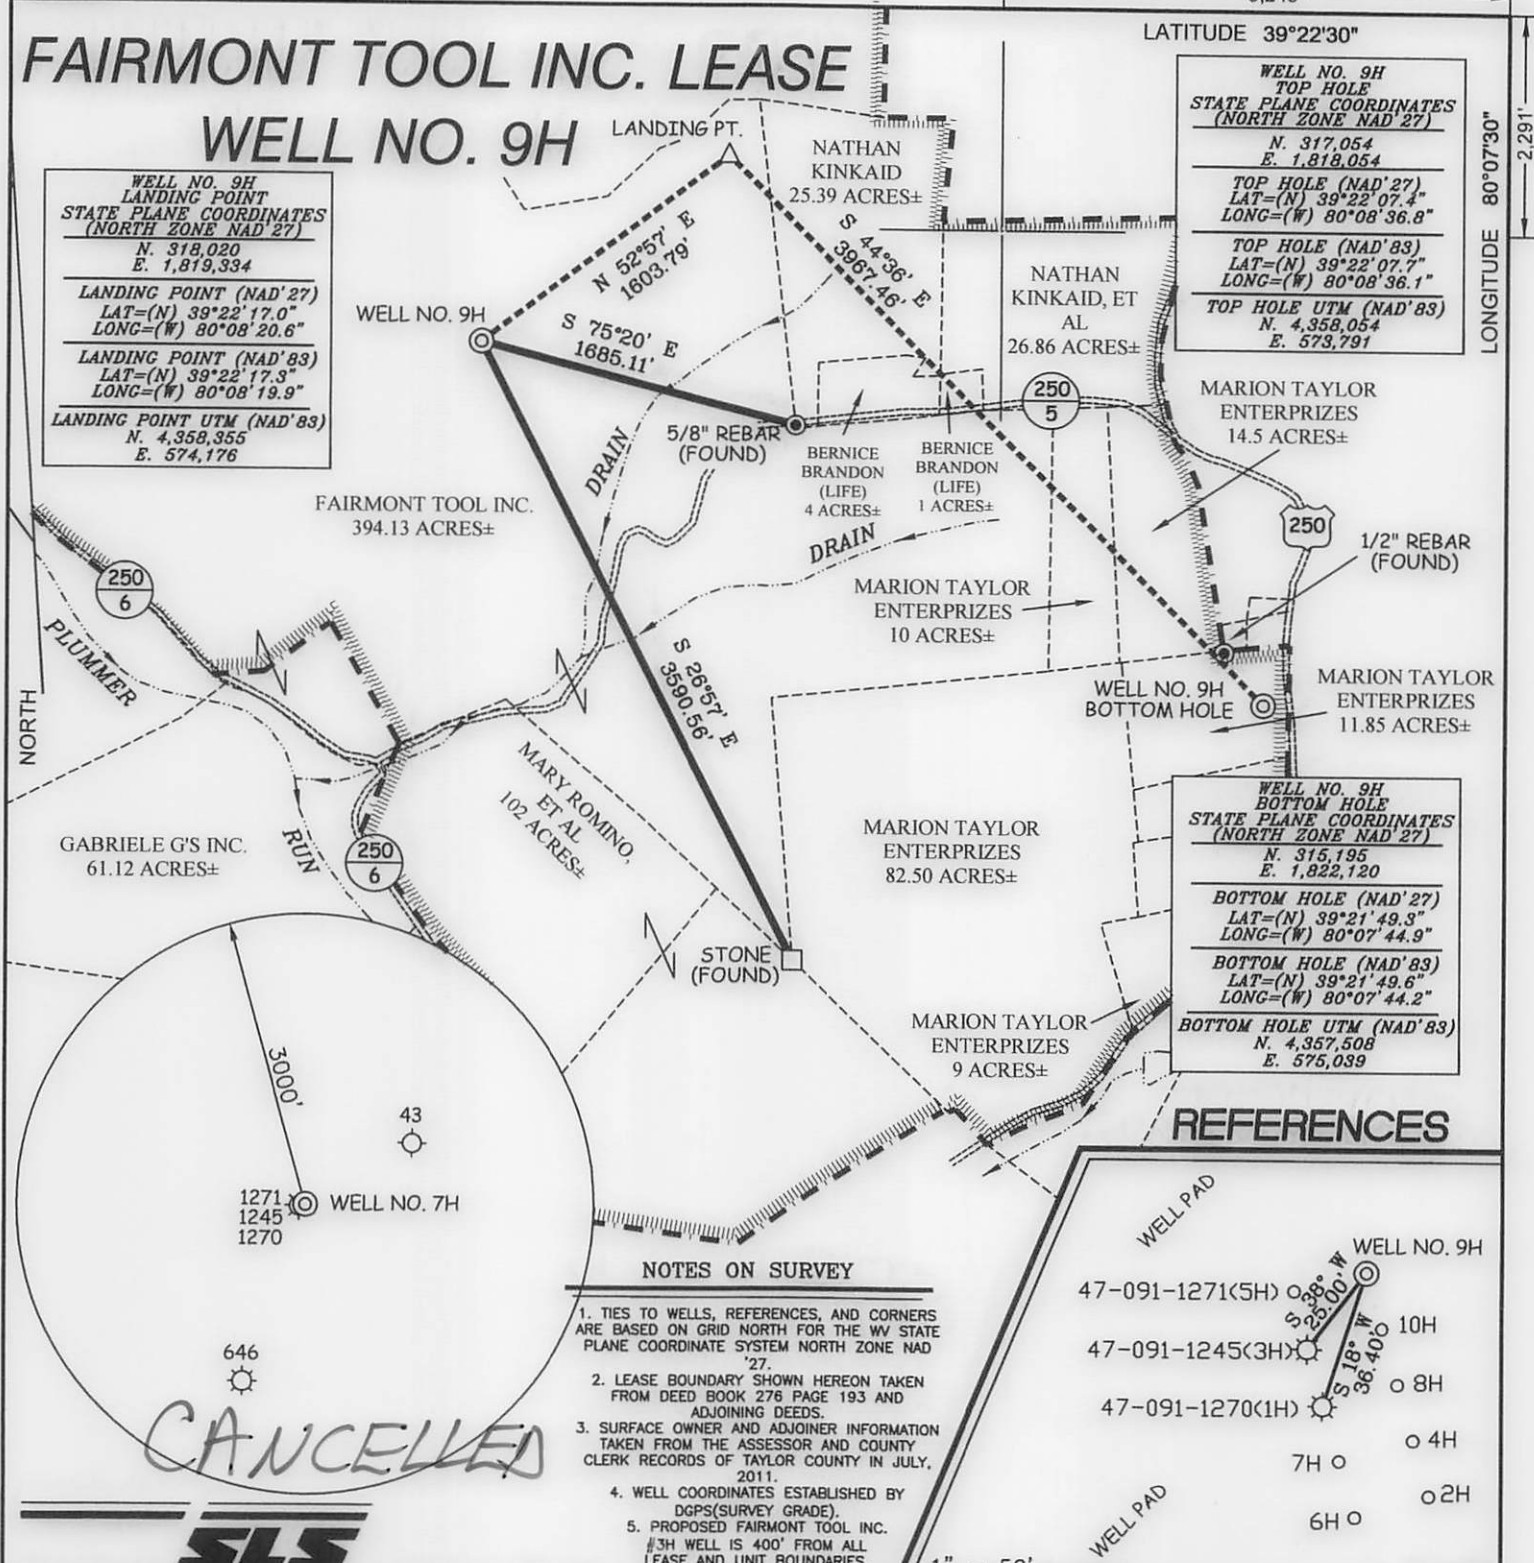 FAIRMONT TOOL INC. LEASE
WELL NO. 9H
LATITUDE 39°22'30"
LONGITUDE 80°07'30"
2,291'
WELL NO. 9H
LANDING POINT
STATE PLANE COORDINATES
(NORTH ZONE NAD'27)
N. 318,020
E. 1,819,334
LANDING POINT (NAD'27)
LAT=(N) 39°22'17.0"
LONG=(W) 80°08'20.6"
LANDING POINT (NAD'83)
LAT=(N) 39°22'17.3"
LONG=(W) 80°08'19.9"
LANDING POINT UTM (NAD'83)
N. 4,358,355
E. 574,176
WELL NO. 9H
TOP HOLE
STATE PLANE COORDINATES
(NORTH ZONE NAD'27)
N. 317,054
E. 1,818,054
TOP HOLE (NAD'27)
LAT=(N) 39°22'07.4"
LONG=(W) 80°08'36.8"
TOP HOLE (NAD'83)
LAT=(N) 39°22'07.7"
LONG=(W) 80°08'36.1"
TOP HOLE UTM (NAD'83)
N. 4,358,054
E. 573,791
LANDING PT.
NATHAN
KINKAID
25.39 ACRES±
N 52°57' E
1603.79'
S 44°36' E
3967.46'
WELL NO. 9H
S 75°20' E
1685.11'
NATHAN
KINKAID, ET
AL
26.86 ACRES±
250
5
MARION TAYLOR
ENTERPRIZES
14.5 ACRES±
5/8" REBAR
(FOUND)
DRAIN
BERNICE
BRANDON
(LIFE)
4 ACRES±
BERNICE
BRANDON
(LIFE)
1 ACRES±
FAIRMONT TOOL INC.
394.13 ACRES±
DRAIN
250
1/2" REBAR
(FOUND)
250
6
MARION TAYLOR
ENTERPRIZES
10 ACRES±
PLUMMER
NORTH
S 26°57' E
3590.56'
WELL NO. 9H
BOTTOM HOLE
MARION TAYLOR
ENTERPRIZES
11.85 ACRES±
MARY ROMINO,
ET AL
102 ACRES±
WELL NO. 9H
BOTTOM HOLE
STATE PLANE COORDINATES
(NORTH ZONE NAD'27)
N. 315,195
E. 1,822,120
BOTTOM HOLE (NAD'27)
LAT=(N) 39°21'49.3"
LONG=(W) 80°07'44.9"
BOTTOM HOLE (NAD'83)
LAT=(N) 39°21'49.6"
LONG=(W) 80°07'44.2"
BOTTOM HOLE UTM (NAD'83)
N. 4,357,508
E. 575,039
GABRIELE G'S INC.
61.12 ACRES±
RUN
250
6
MARION TAYLOR
ENTERPRIZES
82.50 ACRES±
STONE
(FOUND)
MARION TAYLOR
ENTERPRIZES
9 ACRES±
3000'
43
1271
1245
1270
WELL NO. 7H
646
CANCELLED
SLS
NOTES ON SURVEY
1. TIES TO WELLS, REFERENCES, AND CORNERS
ARE BASED ON GRID NORTH FOR THE WV STATE
PLANE COORDINATE SYSTEM NORTH ZONE NAD
'27.
2. LEASE BOUNDARY SHOWN HEREON TAKEN
FROM DEED BOOK 276 PAGE 193 AND
ADJOINING DEEDS.
3. SURFACE OWNER AND ADJOINER INFORMATION
TAKEN FROM THE ASSESSOR AND COUNTY
CLERK RECORDS OF TAYLOR COUNTY IN JULY,
2011.
4. WELL COORDINATES ESTABLISHED BY
DGPS(SURVEY GRADE).
5. PROPOSED FAIRMONT TOOL INC.
#3H WELL IS 400' FROM ALL
LEASE AND UNIT BOUNDARIES
REFERENCES
WELL PAD
WELL NO. 9H
47-091-1271(5H)
S 38° W
25.00'
10H
47-091-1245(3H)
S 18° W
36.40'
8H
47-091-1270(1H)
4H
7H
2H
6H
WELL PAD